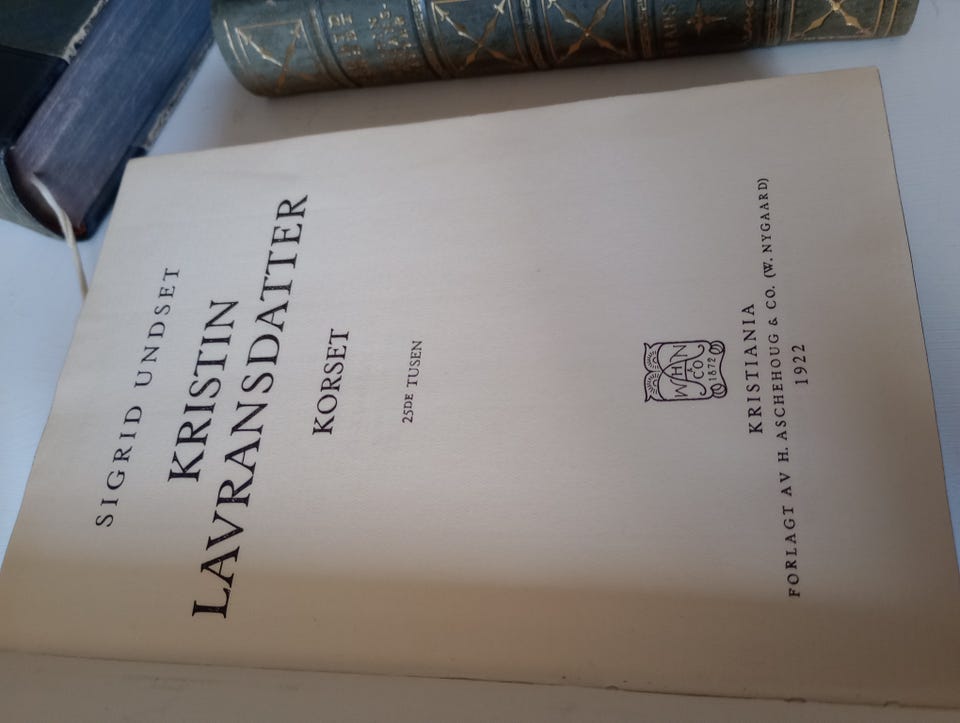 SIGRID UNDSET
KRISTIN
LAVRANSDATTER
KORSET
25DE TUSEN
WHN
&
CO
1872
KRISTIANIA
FORLAGT AV H. ASCHEHOUG & CO. (W. NYGAARD)
1922